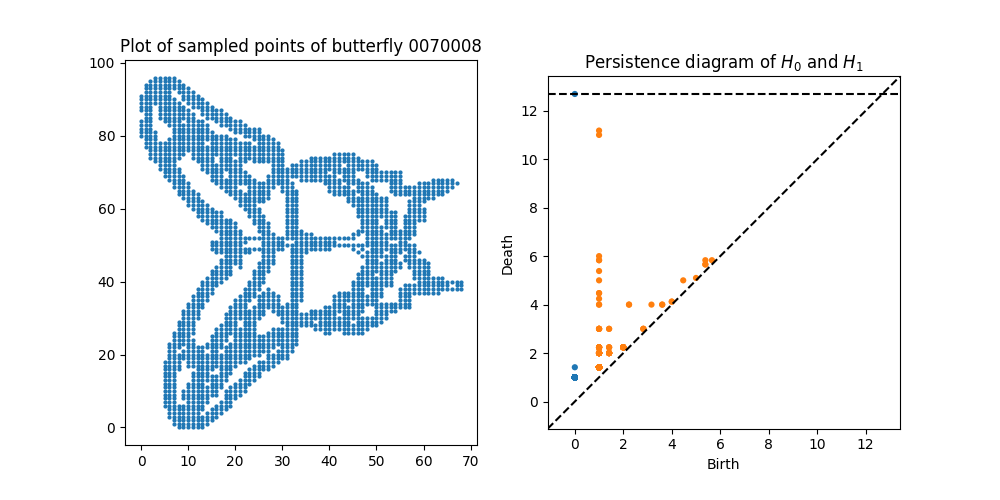 Plot of sampled points of butterfly 0070008
100
80
60
40
20
0
0 10 20 30 40 50 60 70
Persistence diagram of H₀ and H₁
12
10
8
6
4
2
0
Death
0 2 4 6 8 10 12
Birth